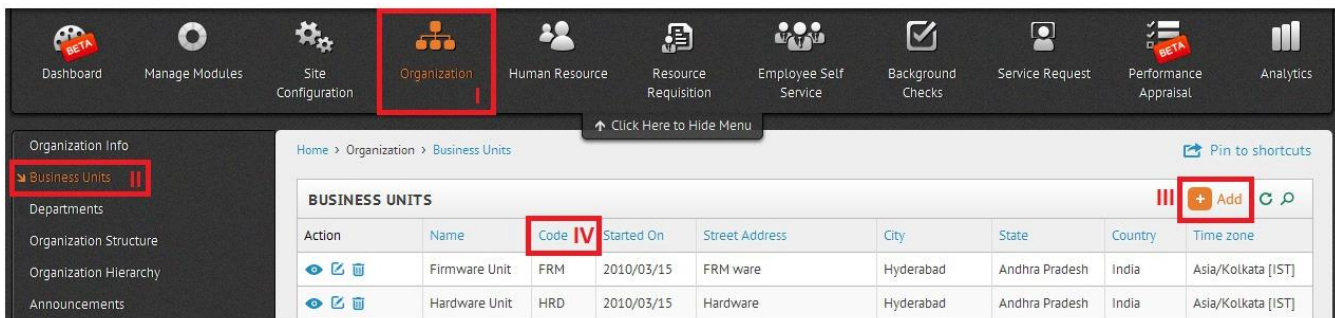 BETA
BETA
Dashboard
Manage Modules
Site
Configuration
Organization
I
Human Resource
Resource
Requisition
Employee Self
Service
Background
Checks
Service Request
Performance
Appraisal
Analytics
↑ Click Here to Hide Menu
Organization Info
Business Units II
Departments
Organization Structure
Organization Hierarchy
Announcements
Home > Organization > Business Units
Pin to shortcuts
BUSINESS UNITS
III + Add
Action Name Code IV Started On Street Address City State Country Time zone
Firmware Unit FRM 2010/03/15 FRM ware Hyderabad Andhra Pradesh India Asia/Kolkata [IST]
Hardware Unit HRD 2010/03/15 Hardware Hyderabad Andhra Pradesh India Asia/Kolkata [IST]